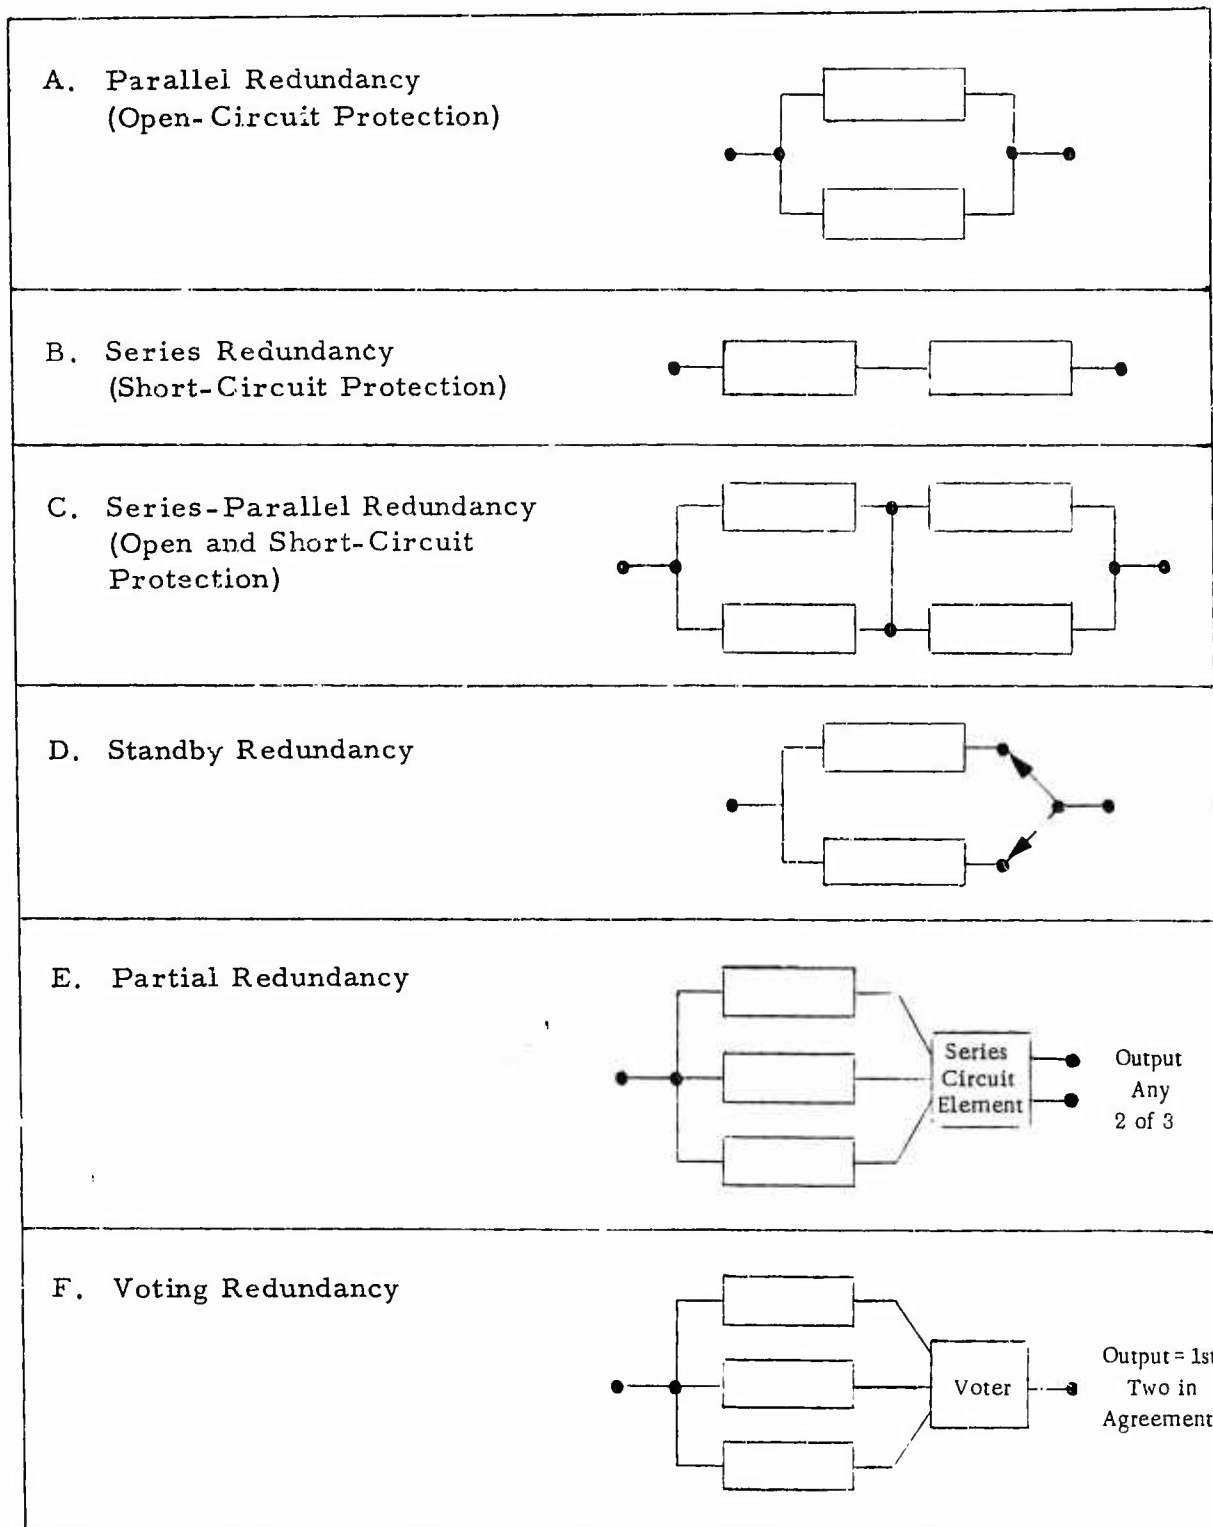 A. Parallel Redundancy
(Open-Circuit Protection)
B. Series Redundancy
(Short-Circuit Protection)
C. Series-Parallel Redundancy
(Open and Short-Circuit
Protection)
D. Standby Redundancy
E. Partial Redundancy
Series
Circuit
Element
Output
Any
2 of 3
F. Voting Redundancy
Voter
Output = 1st
Two in
Agreement